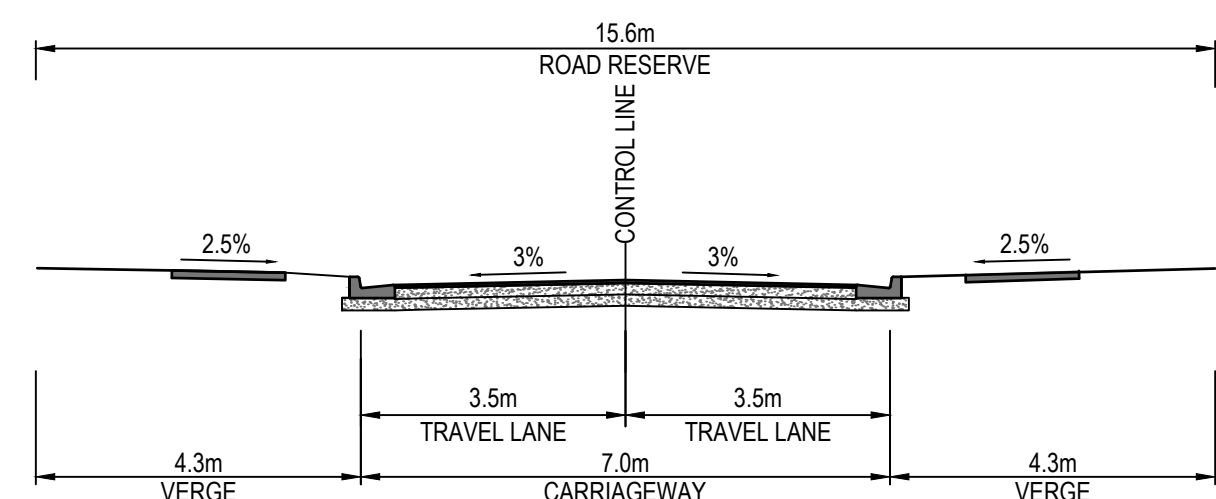 15.6m
ROAD RESERVE
CONTROL LINE
2.5%
3%
3%
2.5%
3.5m
3.5m
TRAVEL LANE
TRAVEL LANE
4.3m
7.0m
4.3m
VERGE
CARRIAGEWAY
VERGE